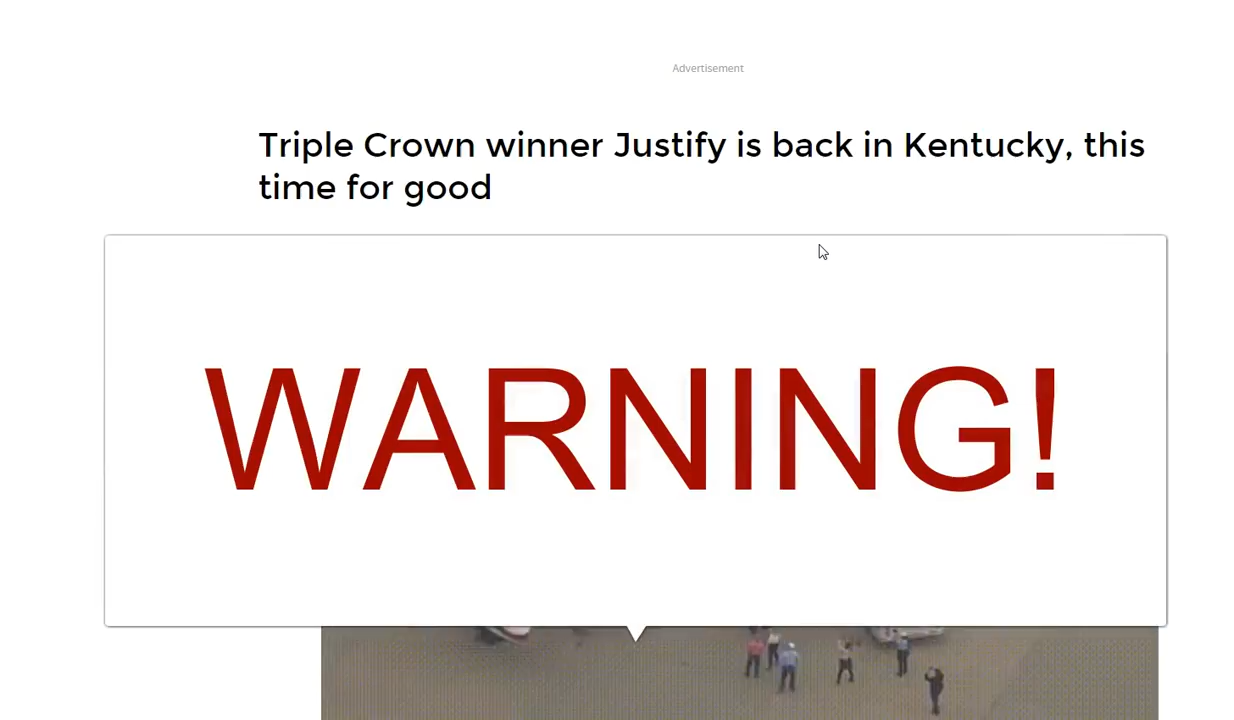 Advertisement
Triple Crown winner Justify is back in Kentucky, this
time for good
WARNING!